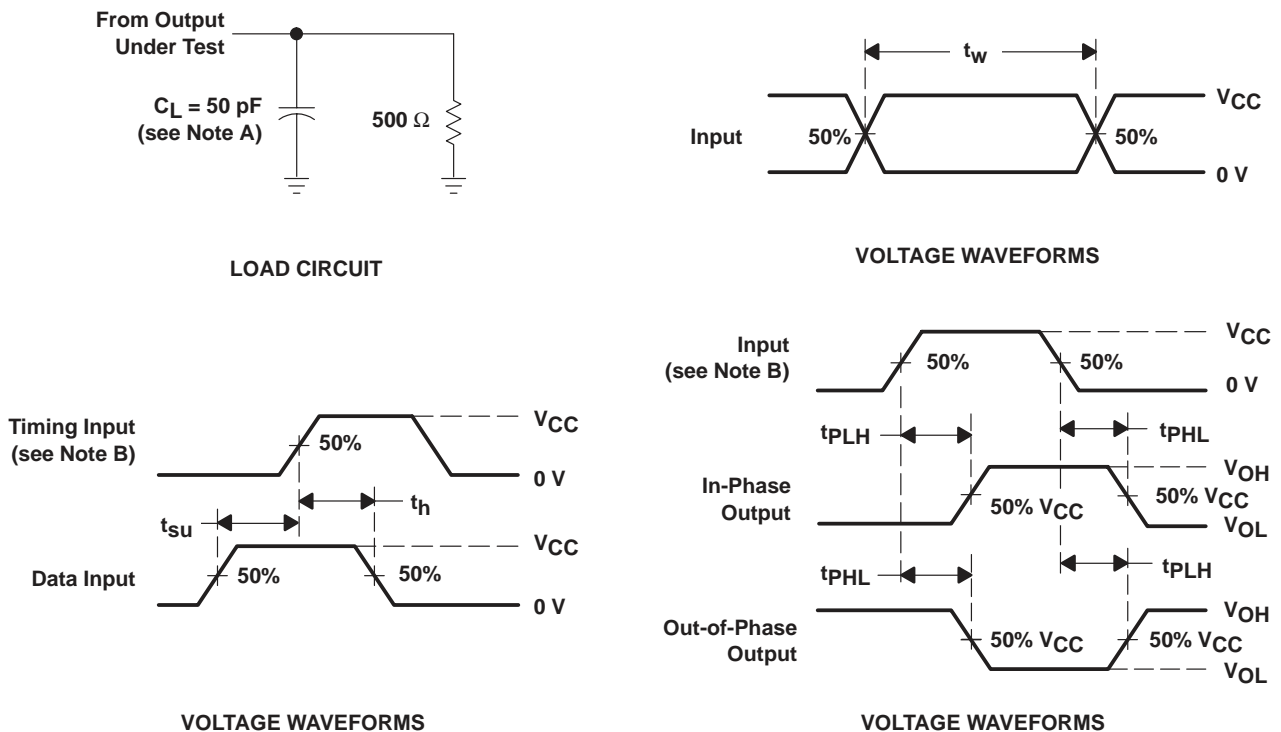 From Output
Under Test
CL = 50 pF
(see Note A)
500 Ω
LOAD CIRCUIT
tw
VCC
Input
50%
50%
0 V
VOLTAGE WAVEFORMS
Timing Input
(see Note B)
50%
VCC
0 V
th
tsu
Data Input
50%
50%
VCC
0 V
VOLTAGE WAVEFORMS
Input
(see Note B)
50%
50%
VCC
0 V
tPLH
tPHL
In-Phase
Output
50% VCC
VOH
50% VCC
VOL
tPHL
tPLH
Out-of-Phase
Output
50% VCC
VOH
50% VCC
VOL
VOLTAGE WAVEFORMS